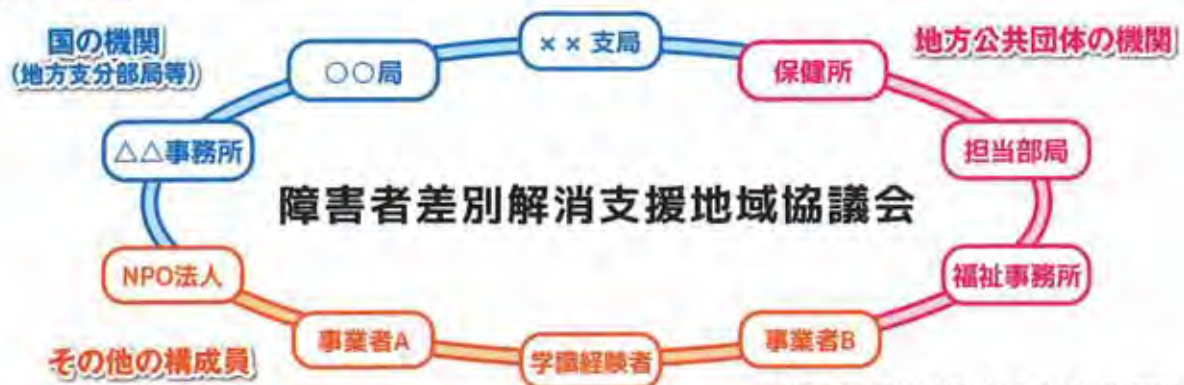 国の機関
(地方支分部局等)
○○局
××支局
保健所
地方公共団体の機関
△△事務所
担当部局
障害者差別解消支援地域協議会
NPO法人
福祉事務所
事業者A
学識経験者
事業者B
その他の構成員